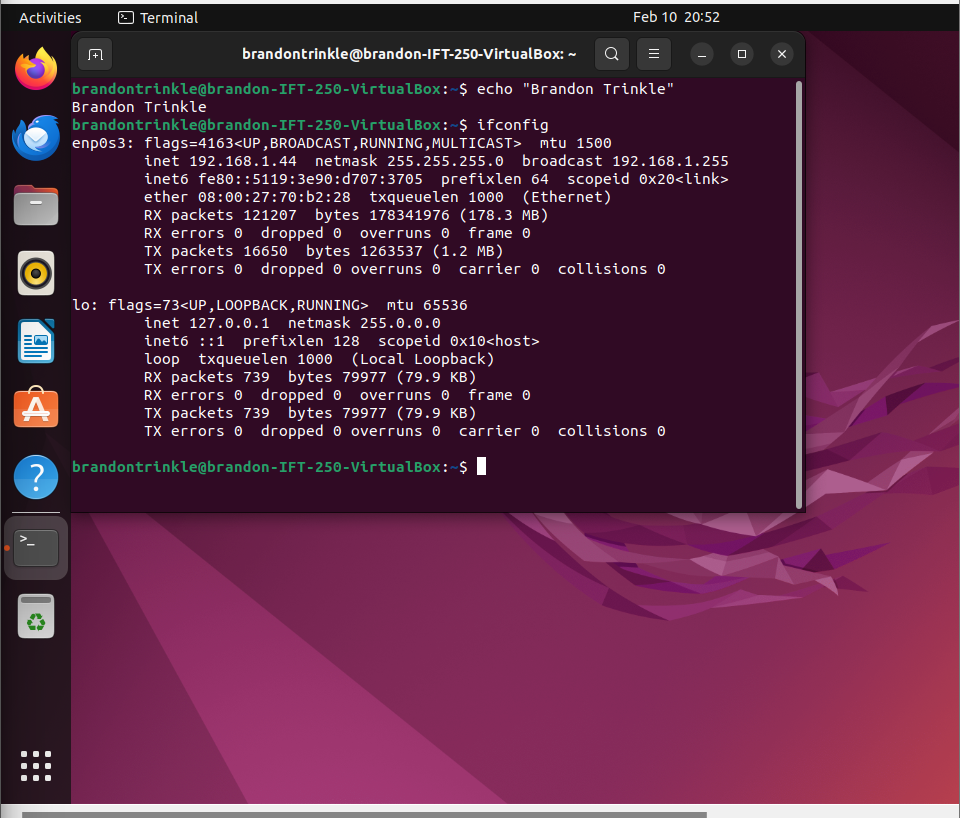 Activities
Terminal
Feb 10 20:52
brandontrinkle@brandon-IFT-250-VirtualBox: ~
brandontrinkle@brandon-IFT-250-VirtualBox:~$ echo "Brandon Trinkle"
Brandon Trinkle
brandontrinkle@brandon-IFT-250-VirtualBox:~$ ifconfig
enp0s3: flags=4163<UP,BROADCAST,RUNNING,MULTICAST>  mtu 1500
        inet 192.168.1.44  netmask 255.255.255.0  broadcast 192.168.1.255
        inet6 fe80::5119:3e90:d707:3705  prefixlen 64  scopeid 0x20<link>
        ether 08:00:27:70:b2:28  txqueuelen 1000  (Ethernet)
        RX packets 121207  bytes 178341976 (178.3 MB)
        RX errors 0  dropped 0  overruns 0  frame 0
        TX packets 16650  bytes 1263537 (1.2 MB)
        TX errors 0  dropped 0 overruns 0  carrier 0  collisions 0
lo: flags=73<UP,LOOPBACK,RUNNING>  mtu 65536
        inet 127.0.0.1  netmask 255.0.0.0
        inet6 ::1  prefixlen 128  scopeid 0x10<host>
        loop  txqueuelen 1000  (Local Loopback)
        RX packets 739  bytes 79977 (79.9 KB)
        RX errors 0  dropped 0  overruns 0  frame 0
        TX packets 739  bytes 79977 (79.9 KB)
        TX errors 0  dropped 0 overruns 0  carrier 0  collisions 0
brandontrinkle@brandon-IFT-250-VirtualBox:~$